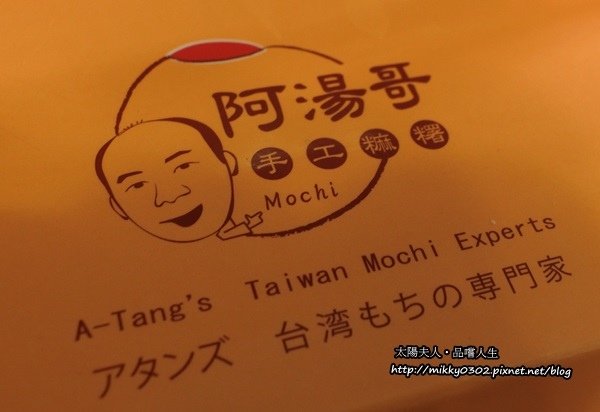 阿湯哥
手工麻糬
Mochi
A-Tang's Taiwan Mochi Experts
アタンズ 台湾もちの専門家
太陽夫人・品嚐人生
http://mikky0302.pixnet.net/blog